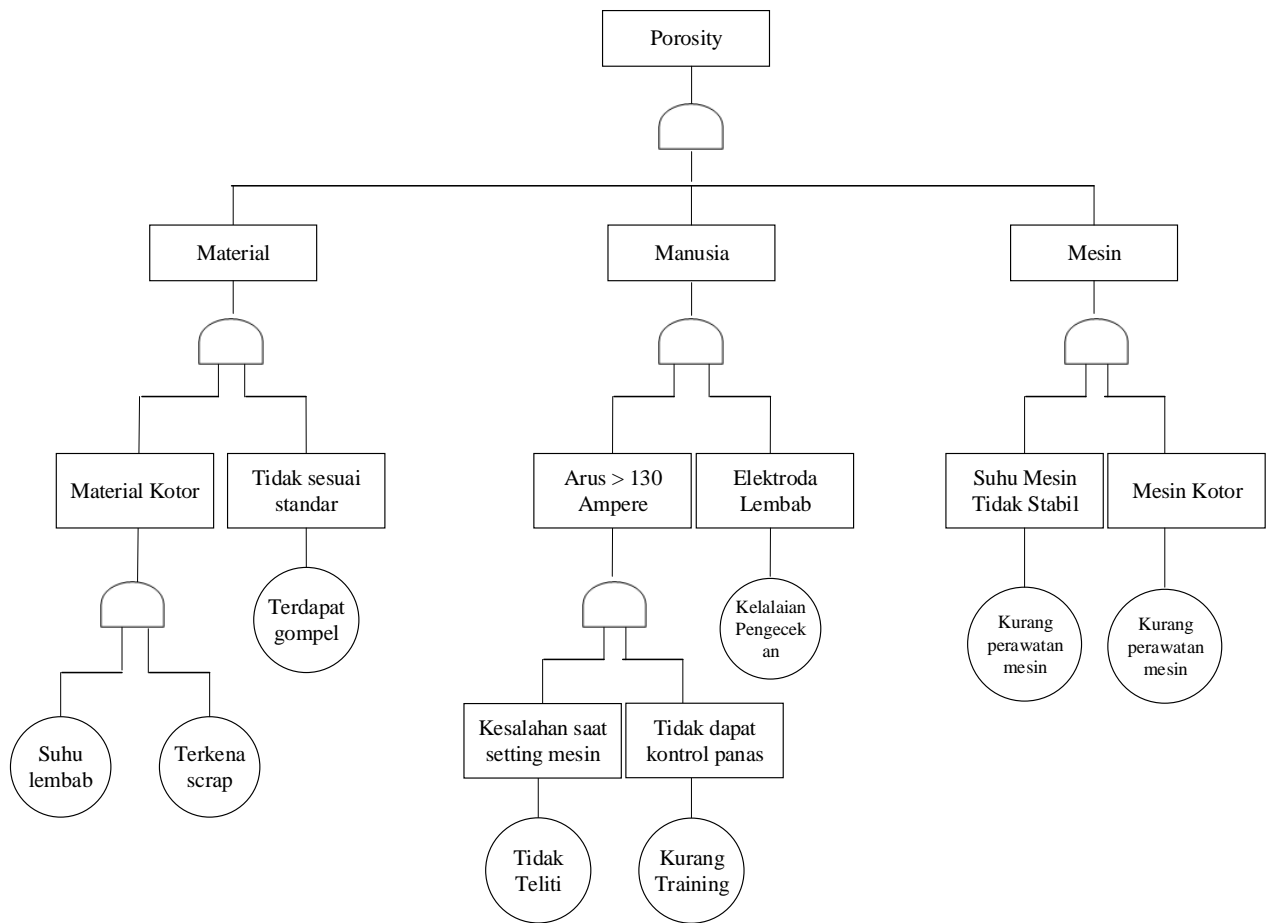 Porosity
Material
Manusia
Mesin
Material Kotor
Tidak sesuai
standar
Arus > 130
Ampere
Elektroda
Lembab
Suhu Mesin
Tidak Stabil
Mesin Kotor
Terdapat
gompel
Kelalaian
Pengecek
an
Kurang
perawatan
mesin
Kurang
perawatan
mesin
Suhu
lembab
Terkena
scrap
Kesalahan saat
setting mesin
Tidak dapat
kontrol panas
Tidak
Teliti
Kurang
Training